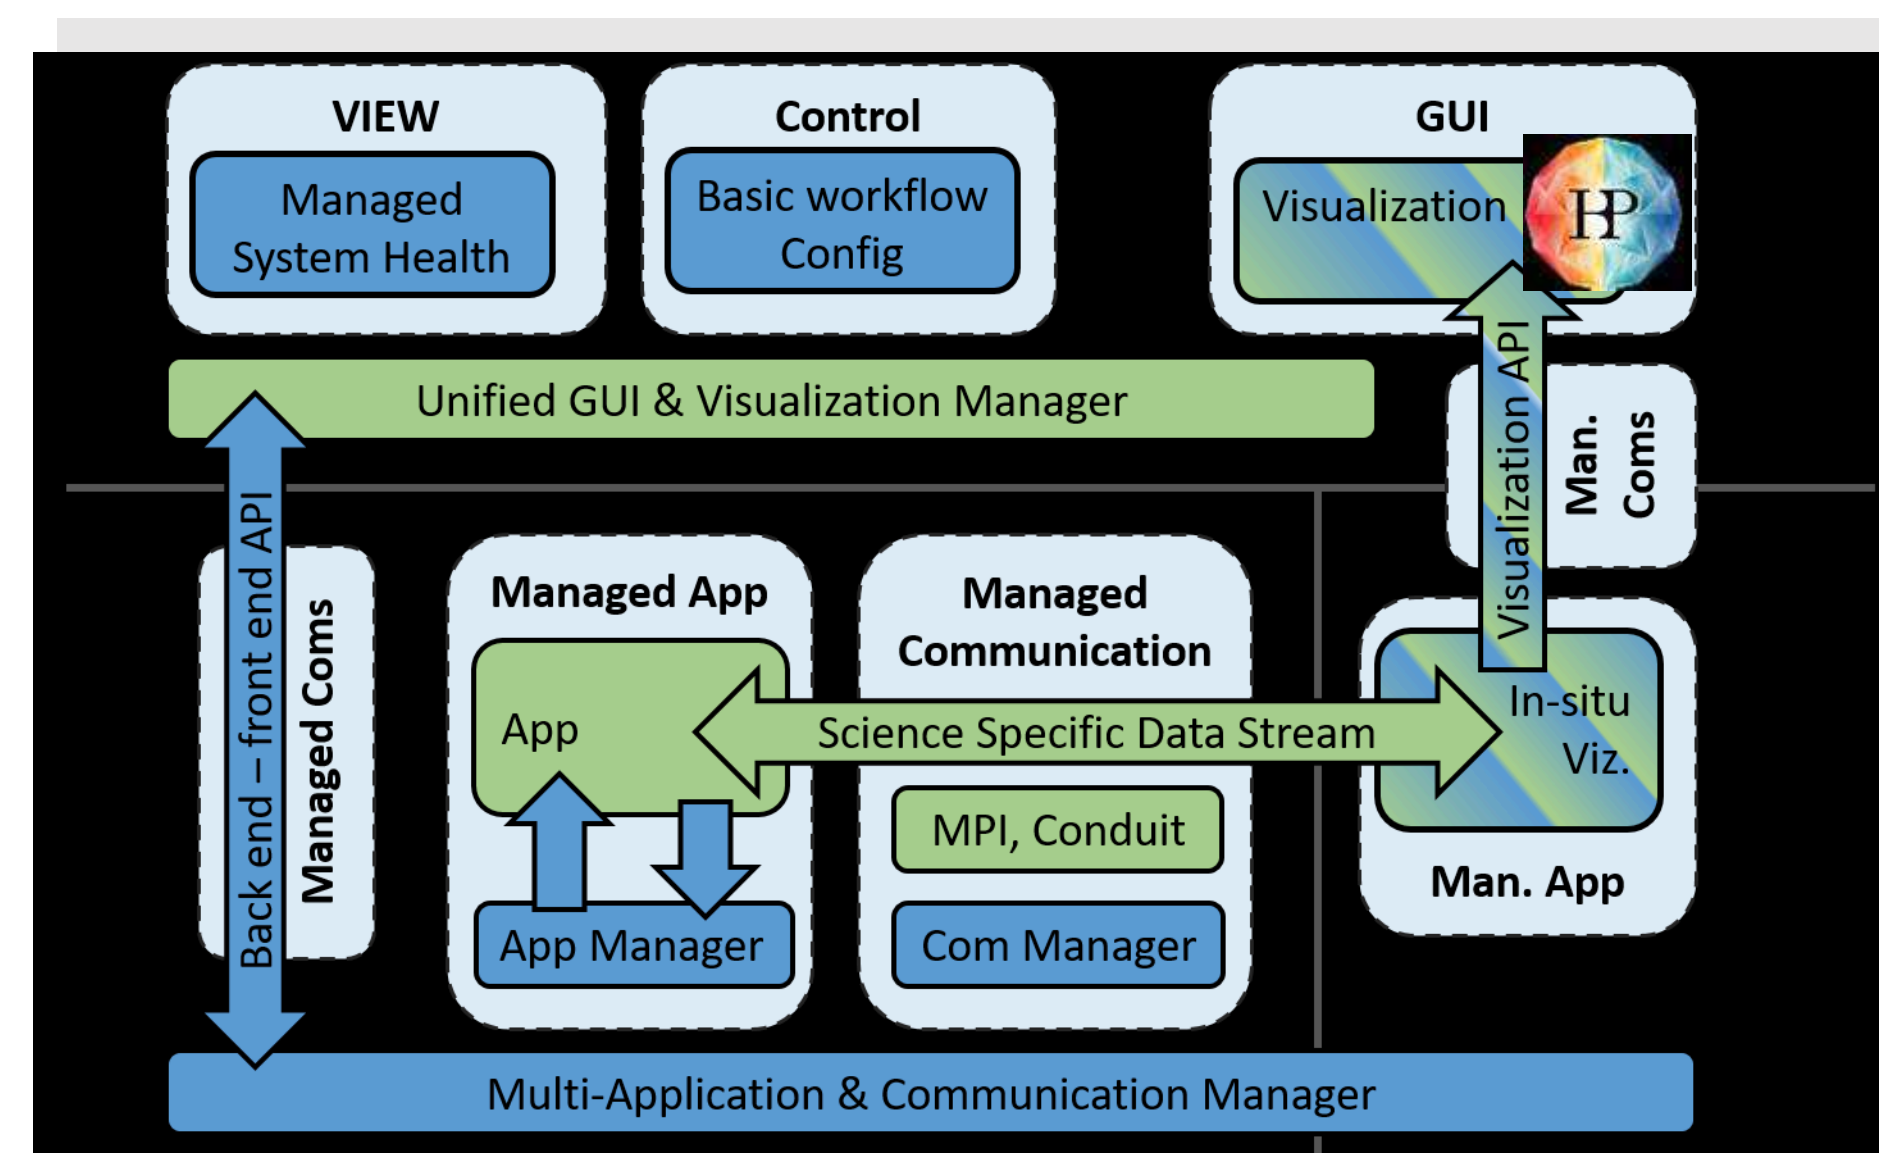 VIEW
Managed
System Health
Control
Basic workflow
Config
GUI
Visualization
HP
Unified GUI & Visualization Manager
Visualization API
Man.
Coms
Back end – front end API
Managed Coms
Managed App
App
App Manager
Managed
Communication
Science Specific Data Stream
MPI, Conduit
Com Manager
In-situ
Viz.
Man. App
Multi-Application & Communication Manager